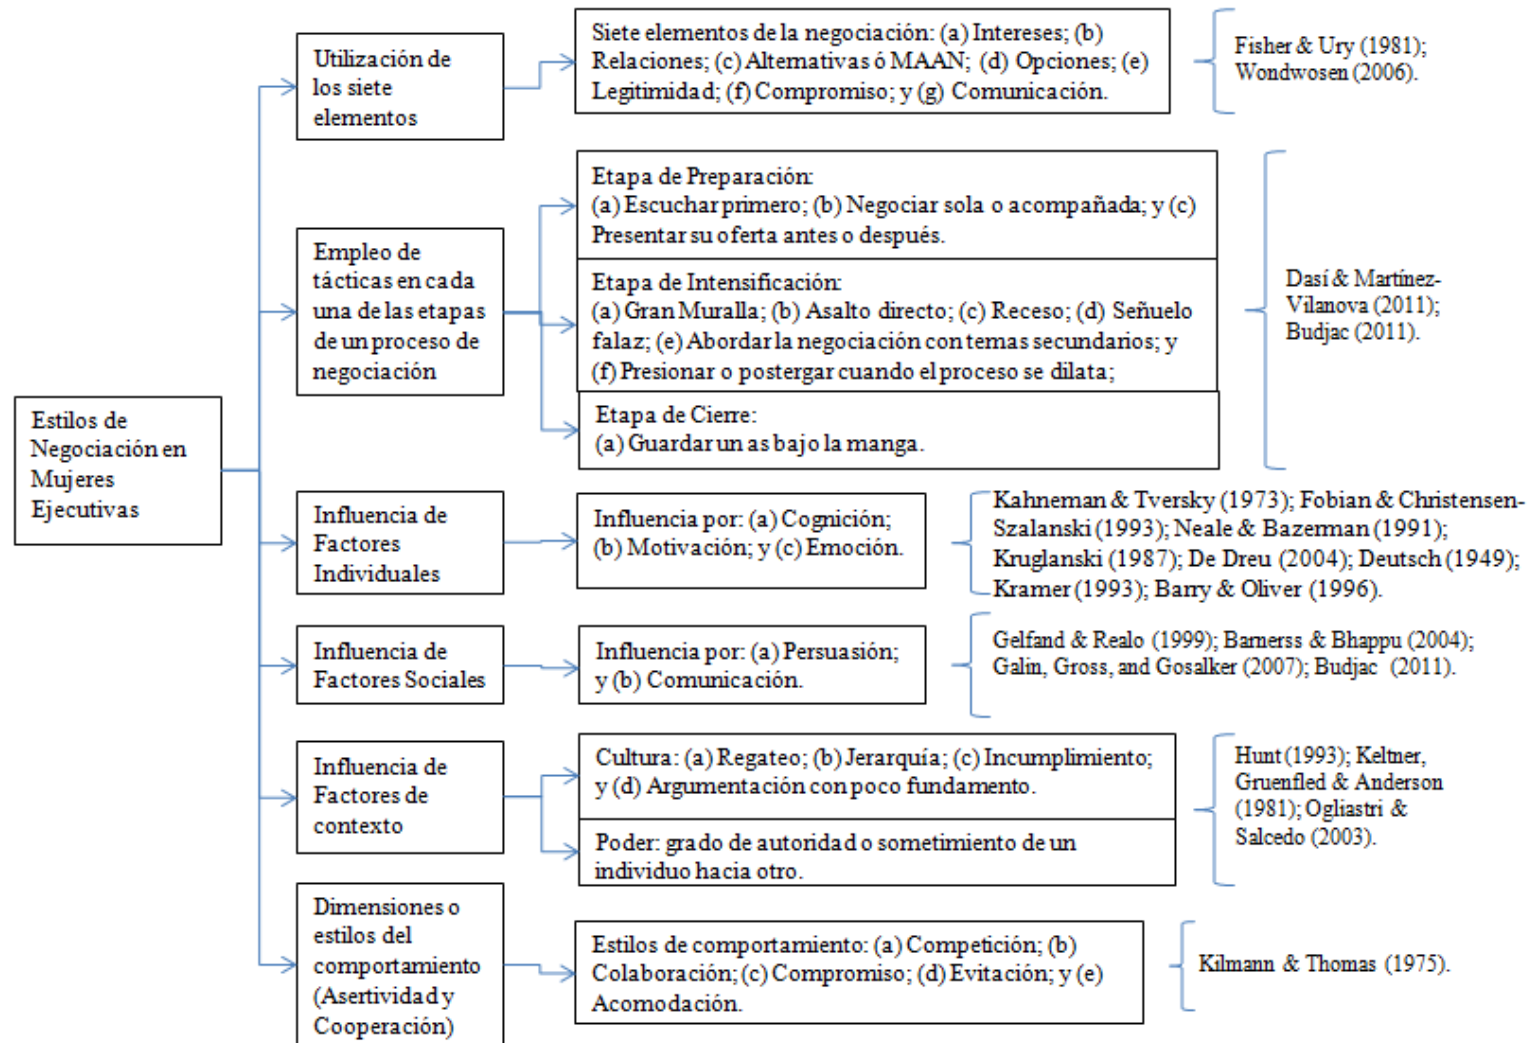 Estilos de
Negociación en
Mujeres
Ejecutivas
Utilización de
los siete
elementos
Siete elementos de la negociación: (a) Intereses; (b)
Relaciones; (c) Alternativas ó MAAN; (d) Opciones; (e)
Legitimidad; (f) Compromiso; y (g) Comunicación.
Fisher & Ury (1981);
Wondwosen (2006).
Empleo de
tácticas en cada
una de las etapas
de un proceso de
negociación
Etapa de Preparación:
(a) Escuchar primero; (b) Negociar sola o acompañada; y (c)
Presentar su oferta antes o después.
Etapa de Intensificación:
(a) Gran Muralla; (b) Asalto directo; (c) Receso; (d) Señuelo
falaz; (e) Abordar la negociación con temas secundarios; y
(f) Presionar o postergar cuando el proceso se dilata;
Etapa de Cierre:
(a) Guardar un as bajo la manga.
Dasí & Martínez-
Vilanova (2011);
Budjac (2011).
Influencia de
Factores
Individuales
Influencia por: (a) Cognición;
(b) Motivación; y (c) Emoción.
Kahneman & Tversky (1973); Fobian & Christensen-
Szalanski (1993); Neale & Bazerman (1991);
Kruglanski (1987); De Dreu (2004); Deutsch (1949);
Kramer (1993); Barry & Oliver (1996).
Influencia de
Factores Sociales
Influencia por: (a) Persuasión;
y (b) Comunicación.
Gelfand & Realo (1999); Barnerss & Bhappu (2004);
Galin, Gross, and Gosalker (2007); Budjac (2011).
Influencia de
Factores de
contexto
Cultura: (a) Regateo; (b) Jerarquía; (c) Incumplimiento;
y (d) Argumentación con poco fundamento.
Poder: grado de autoridad o sometimiento de un
individuo hacia otro.
Hunt (1993); Keltner,
Gruenfled & Anderson
(1981); Ogliastri &
Salcedo (2003).
Dimensiones o
estilos del
comportamiento
(Asertividad y
Cooperación)
Estilos de comportamiento: (a) Competición; (b)
Colaboración; (c) Compromiso; (d) Evitación; y (e)
Acomodación.
Kilmann & Thomas (1975).